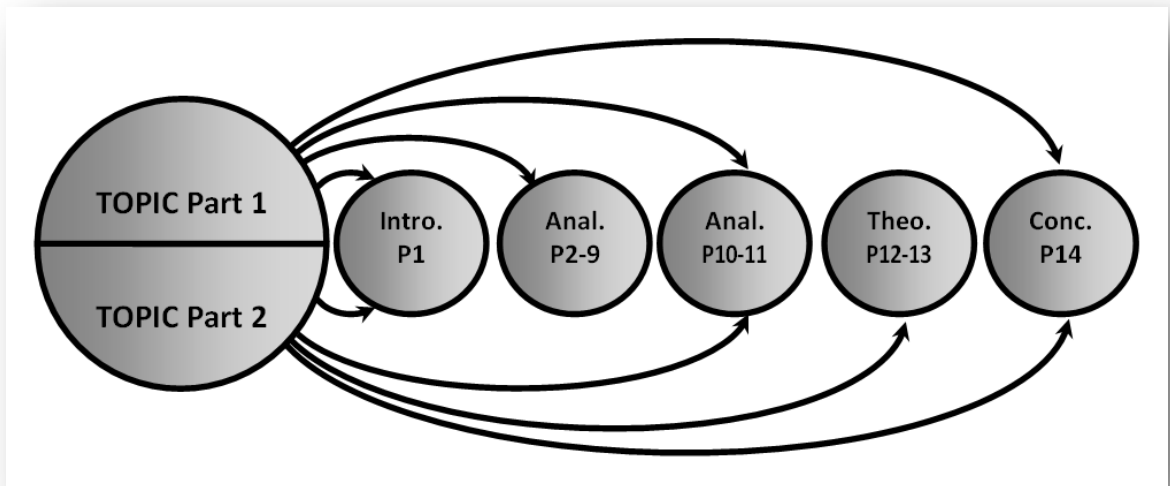 TOPIC Part 1
TOPIC Part 2
Intro.
P1
Anal.
P2-9
Anal.
P10-11
Theo.
P12-13
Conc.
P14